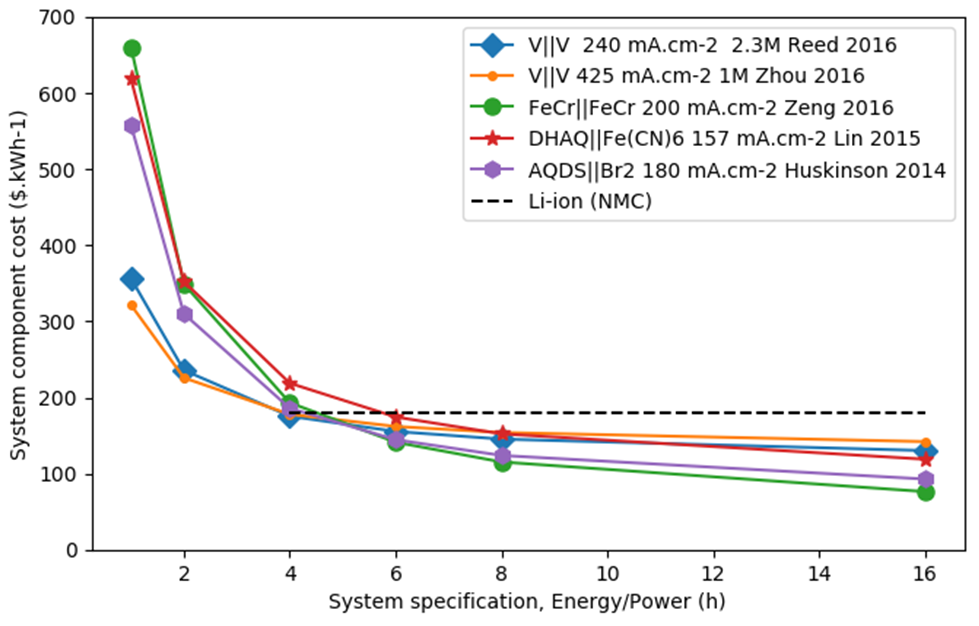 700
600
500
400
300
200
100
0
System component cost ($.kWh-1)
V||V  240 mA.cm-2  2.3M Reed 2016
V||V 425 mA.cm-2 1M Zhou 2016
FeCr||FeCr 200 mA.cm-2 Zeng 2016
DHAQ||Fe(CN)6 157 mA.cm-2 Lin 2015
AQDS||Br2 180 mA.cm-2 Huskinson 2014
Li-ion (NMC)
2 4 6 8 10 12 14 16
System specification, Energy/Power (h)